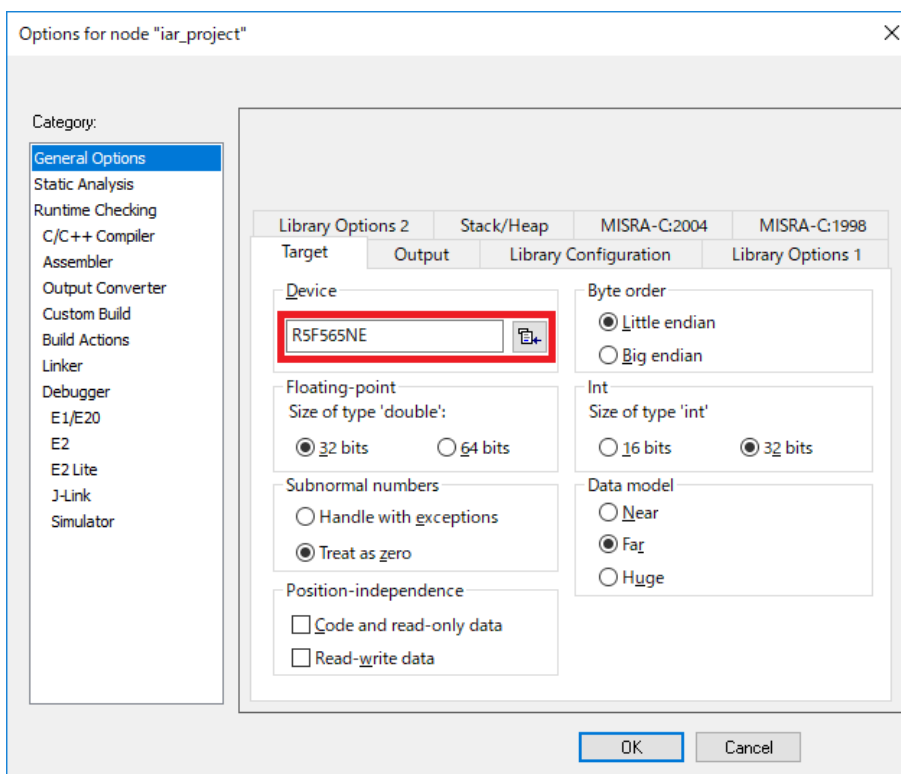 Options for node "iar_project"
Category:
General Options
Static Analysis
Runtime Checking
C/C++ Compiler
Assembler
Output Converter
Custom Build
Build Actions
Linker
Debugger
E1/E20
E2
E2 Lite
J-Link
Simulator
Library Options 2 Stack/Heap MISRA-C:2004 MISRA-C:1998
Target Output Library Configuration Library Options 1
Device
R5F565NE
Byte order
Little endian
Big endian
Floating-point
Size of type 'double':
32 bits 64 bits
Int
Size of type 'int'
16 bits 32 bits
Subnormal numbers
Handle with exceptions
Treat as zero
Data model
Near
Far
Huge
Position-independence
Code and read-only data
Read-write data
OK Cancel